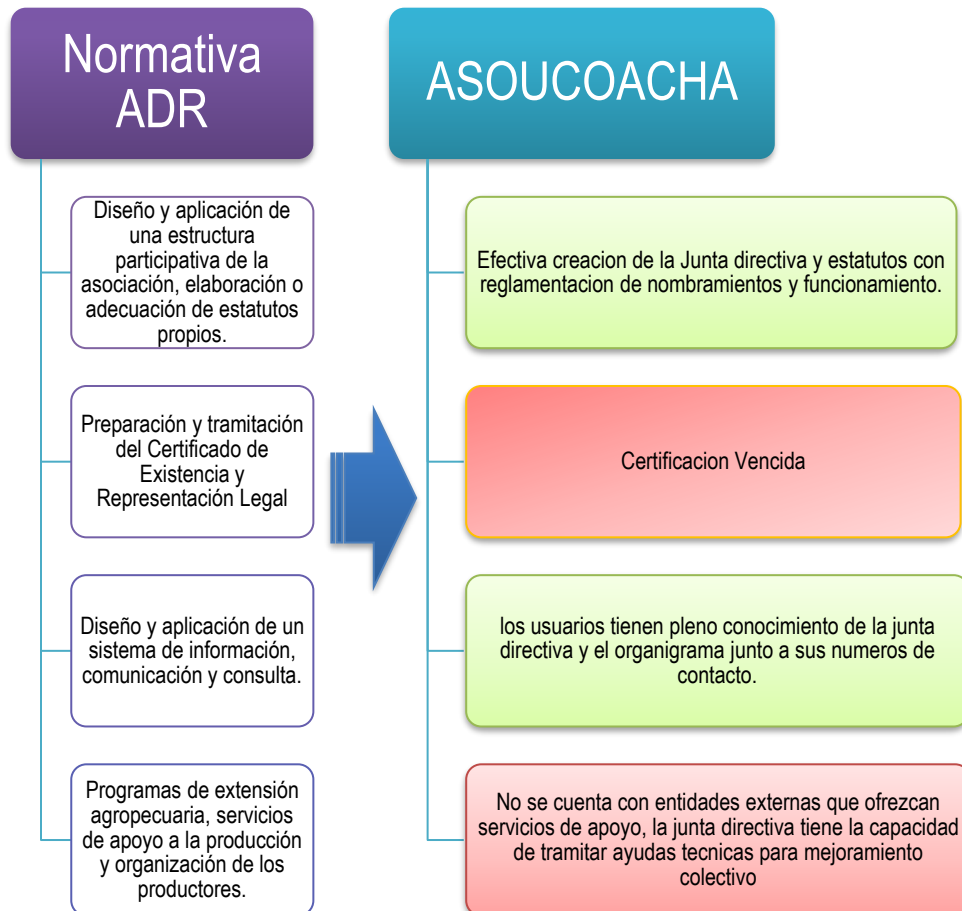 Normativa
ADR
Diseño y aplicación de
una estructura
participativa de la
asociación, elaboración o
adecuación de estatutos
propios.
Preparación y tramitación
del Certificado de
Existencia y
Representación Legal
Diseño y aplicación de un
sistema de información,
comunicación y consulta.
Programas de extensión
agropecuaria, servicios
de apoyo a la producción
y organización de los
productores.
ASOUCOACHA
Efectiva creacion de la Junta directiva y estatutos con
reglamentacion de nombramientos y funcionamiento.
Certificacion Vencida
los usuarios tienen pleno conocimiento de la junta
directiva y el organigrama junto a sus numeros de
contacto.
No se cuenta con entidades externas que ofrezcan
servicios de apoyo, la junta directiva tiene la capacidad
de tramitar ayudas tecnicas para mejoramiento
colectivo